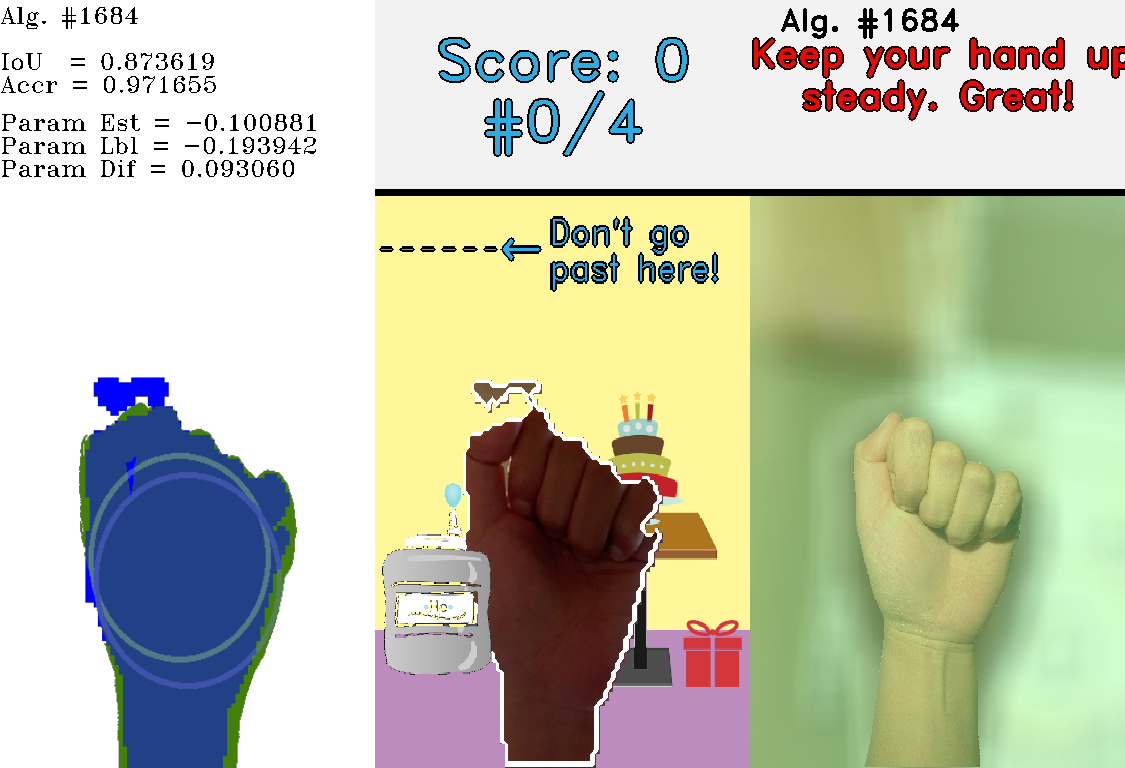 Alg. #1684
IoU = 0.873619
Accr = 0.971655
Param Est = −0.100881
Param Lbl = −0.193942
Param Dif = 0.093060
Score: 0
#0/4
Alg. #1684
Keep your hand up
steady. Great!
Don't go
past here!